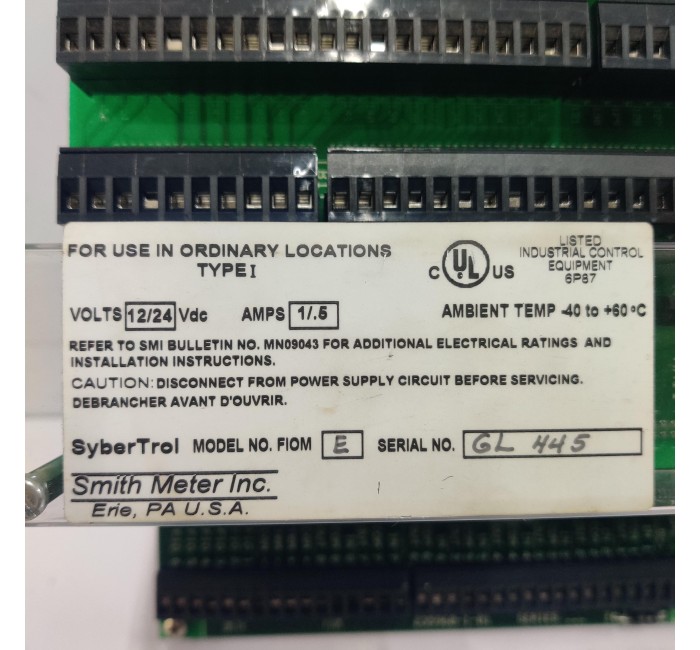 FOR USE IN ORDINARY LOCATIONS
TYPE I
C UL US
LISTED
INDUSTRIAL CONTROL
EQUIPMENT
6P87
VOLTS 12/24 Vdc AMPS 1/.5 AMBIENT TEMP -40 to +60 °C
REFER TO SMI BULLETIN NO. MN09043 FOR ADDITIONAL ELECTRICAL RATINGS AND
INSTALLATION INSTRUCTIONS.
CAUTION: DISCONNECT FROM POWER SUPPLY CIRCUIT BEFORE SERVICING.
DEBRANCHER AVANT D'OUVRIR.
SyberTrol MODEL NO. FIOM E SERIAL NO. GL 445
Smith Meter Inc.
Erie, PA U.S.A.